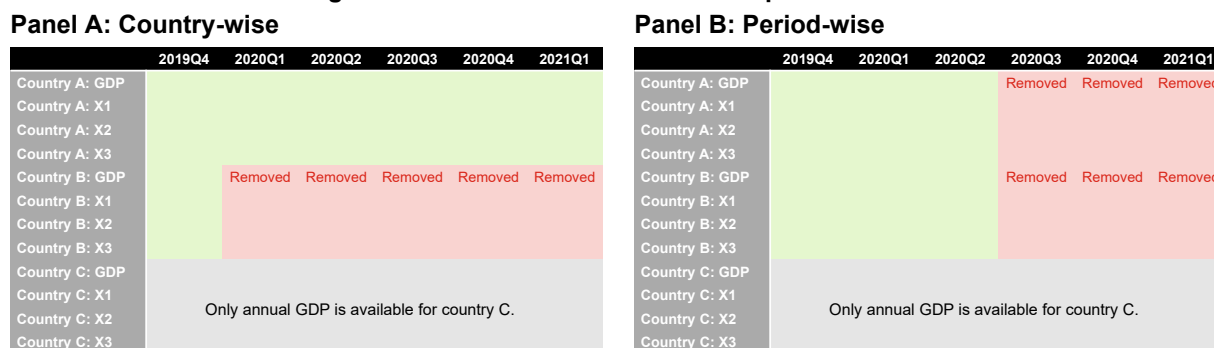 Panel A: Country-wise
2019Q4 2020Q1 2020Q2 2020Q3 2020Q4 2021Q1
Country A: GDP
Country A: X1
Country A: X2
Country A: X3
Country B: GDP Removed Removed Removed Removed Removed
Country B: X1
Country B: X2
Country B: X3
Country C: GDP
Country C: X1
Only annual GDP is available for country C.
Country C: X2
Country C: X3
Panel B: Period-wise
2019Q4 2020Q1 2020Q2 2020Q3 2020Q4 2021Q1
Country A: GDP Removed Removed Removed
Country A: X1
Country A: X2
Country A: X3
Country B: GDP Removed Removed Removed
Country B: X1
Country B: X2
Country B: X3
Country C: GDP
Country C: X1
Only annual GDP is available for country C.
Country C: X2
Country C: X3